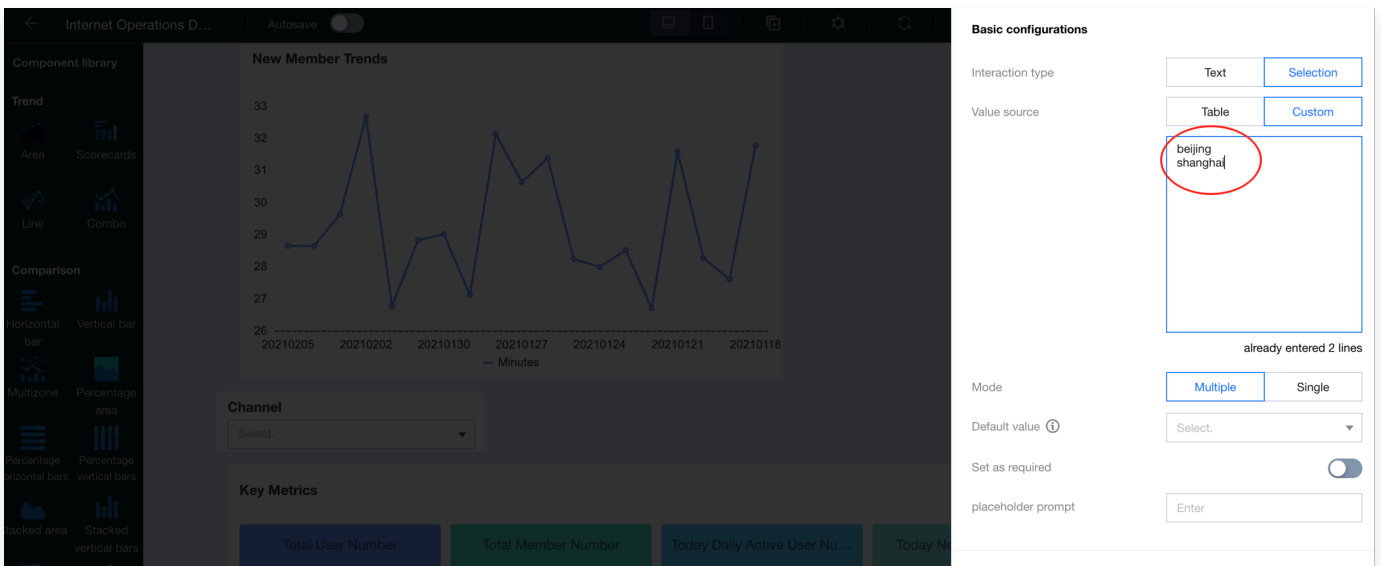 Internet Operations D...
Autosave
Component library
Trend
Area
Scorecards
Line
Combo
Comparison
Horizontal bar
Vertical bar
Multizone
Percentage area
Percentage horizontal bars
Percentage vertical bars
Stacked area
Stacked vertical bars
New Member Trends
33
32
31
30
29
28
27
26
20210205 20210202 20210130 20210127 20210124 20210121 20210118
Minutes
Channel
Select.
Key Metrics
Total User Number
Total Member Number
Today Daily Active User Nu...
Today Ne
Basic configurations
Interaction type
Text
Selection
Value source
Table
Custom
beijing
shanghai
already entered 2 lines
Mode
Multiple
Single
Default value
Select.
Set as required
placeholder prompt
Enter